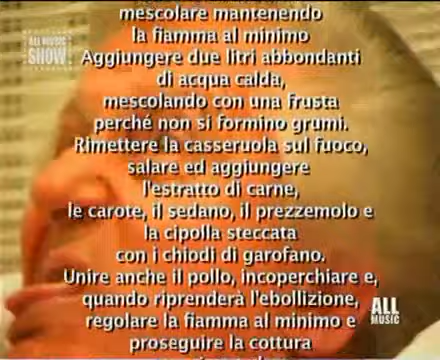 mescolare mantenendo
la fiamma al minimo
Aggiungere due litri abbondanti
di acqua calda,
mescolando con una frusta
perché non si formino grumi.
Rimettere la casseruola sul fuoco,
salare ed aggiungere
l'estratto di carne,
le carote, il sedano, il prezzemolo e
la cipolla steccata
con i chiodi di garofano.
Unire anche il pollo, incoperchiare e,
quando riprenderà l'ebollizione,
regolare la fiamma al minimo e
proseguire la cottura
ALL MUSIC
SHOW
ALL
MUSIC